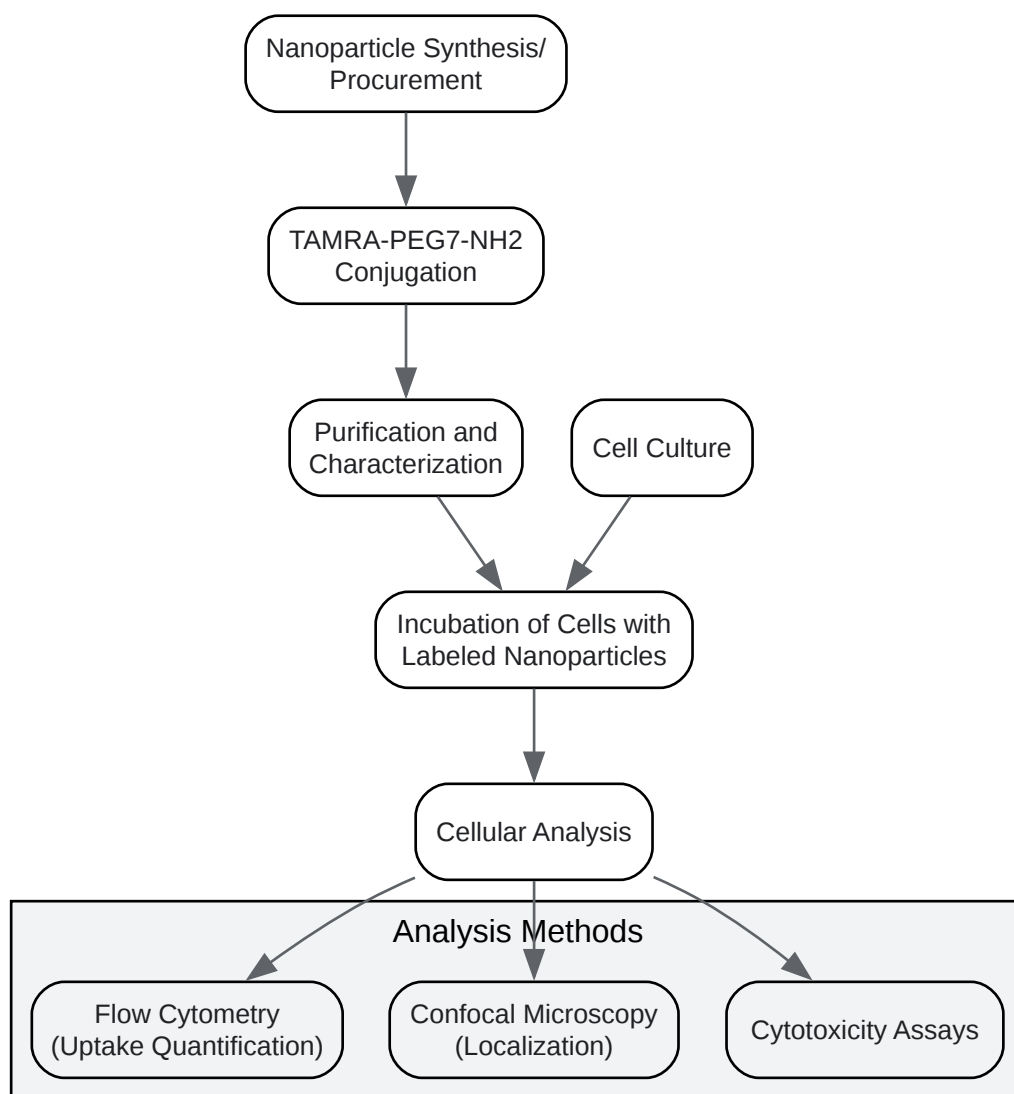 Nanoparticle Synthesis/
Procurement
TAMRA-PEG7-NH2
Conjugation
Purification and
Characterization
Cell Culture
Incubation of Cells with
Labeled Nanoparticles
Cellular Analysis
Analysis Methods
Flow Cytometry
(Uptake Quantification)
Confocal Microscopy
(Localization)
Cytotoxicity Assays